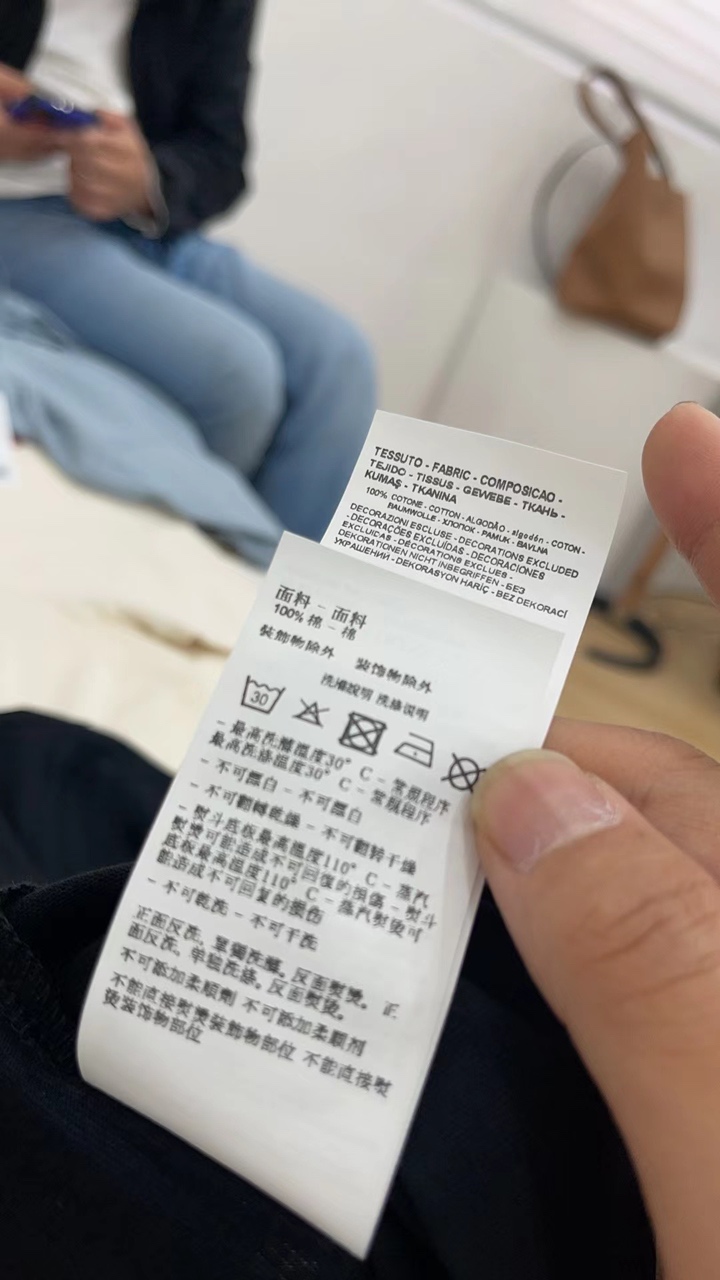 TESSUTO - FABRIC - COMPOSICAO -
TEJIDO - TISSUS - GEWEBE - ТКАНЬ -
KUMAŞ - TKANINA
100% COTONE - COTTON - ALGODÃO - algodón - COTON -
BAUMWOLLE - ХЛОПОК - PAMUK - BAVLNA
DECORAZIONI ESCLUSE - DECORATIONS EXCLUDED
- DECORAÇÕES EXCLUÍDAS - DECORACIONES
EXCLUIDAS - DÉCORATIONS EXCLUES -
DEKORATIONEN NICHT INBEGRIFFEN - БЕЗ
УКРАШЕНИЙ - DEKORASYON HARİÇ - BEZ DEKORACÍ
面料 - 面料
100% 棉 - 棉
裝飾物除外 装饰物除外
洗滌說明 洗涤说明
30
- 最高洗滌溫度30° C - 常規程序
最高洗涤温度30° C - 常规程序
- 不可漂白 - 不可漂白
- 不可翻轉乾燥 - 不可翻转干燥
- 熨斗底板最高溫度110° C - 蒸汽
熨燙可能造成不可回復的損傷 - 熨斗
底板最高温度110° C - 蒸汽熨烫可
能造成不可回复的损伤
- 不可乾洗 - 不可干洗
正面反洗。單獨洗滌。反面熨燙。 正
面反洗。单独洗涤。反面熨烫。
不可添加柔順劑 不可添加柔顺剂
不能直接熨燙裝飾物部位 不能直接熨
烫装饰物部位